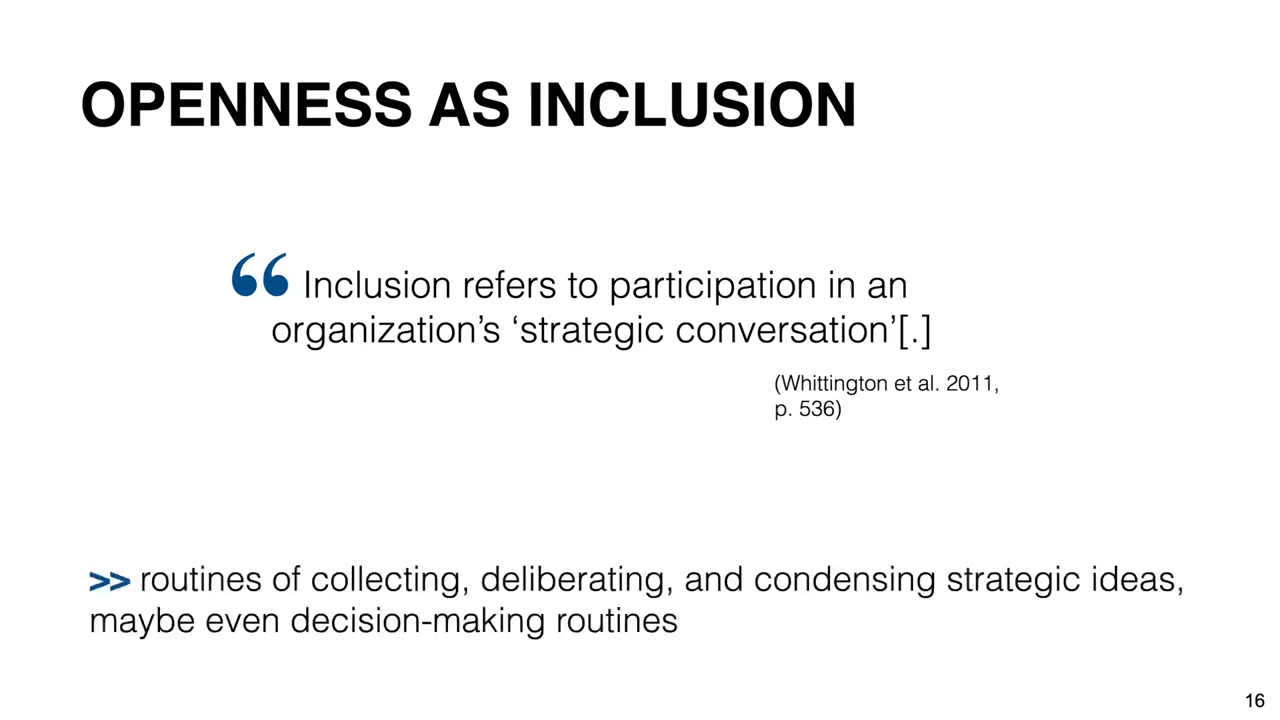 OPENNESS AS INCLUSION
“ Inclusion refers to participation in an
organization’s ‘strategic conversation’[.]
(Whittington et al. 2011,
p. 536)
>> routines of collecting, deliberating, and condensing strategic ideas,
maybe even decision-making routines
16